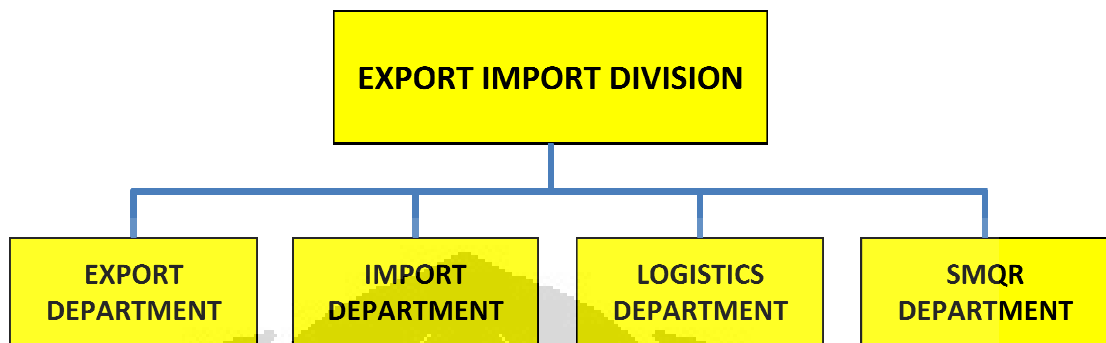 EXPORT IMPORT DIVISION
EXPORT
DEPARTMENT
IMPORT
DEPARTMENT
LOGISTICS
DEPARTMENT
SMQR
DEPARTMENT